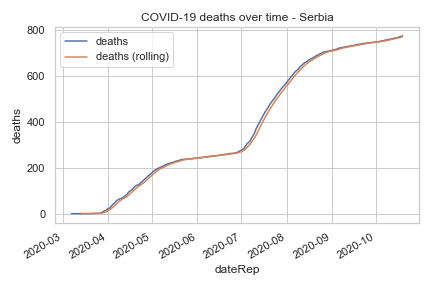 COVID-19 deaths over time - Serbia
800
600
400
200
0
deaths
deaths
deaths (rolling)
2020-03
2020-04
2020-05
2020-06
2020-07
2020-08
2020-09
2020-10
dateRep